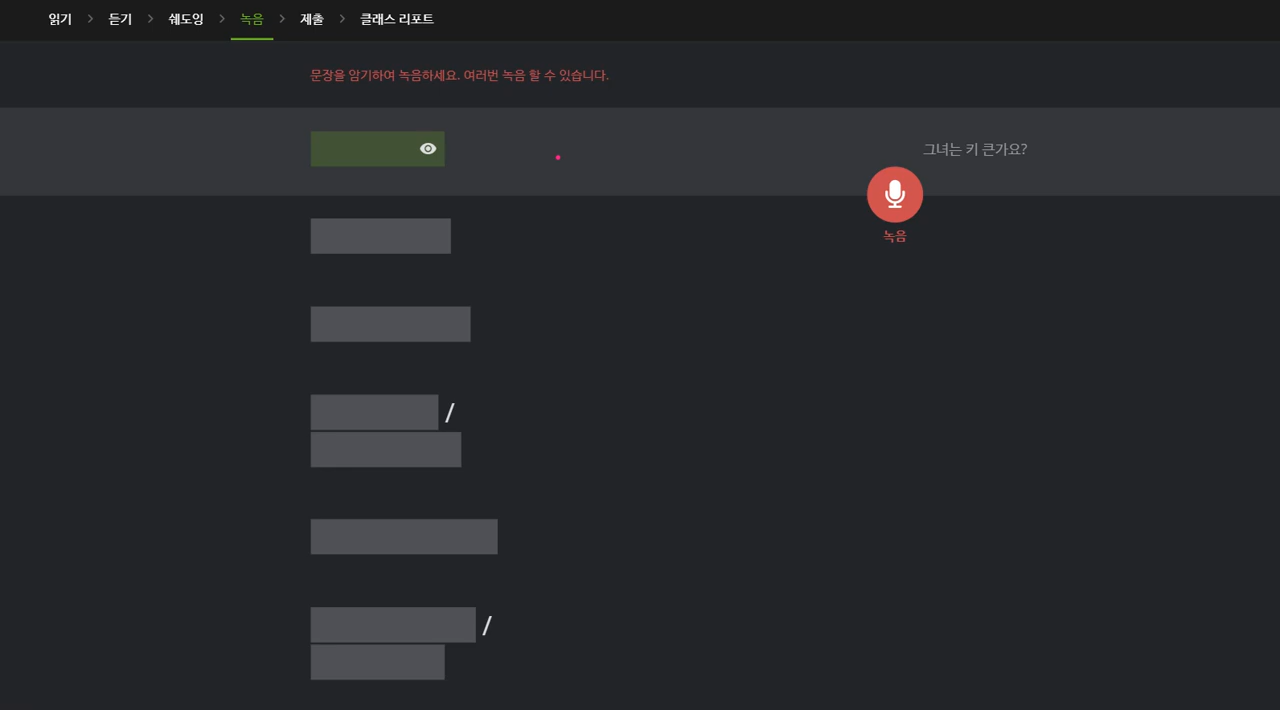 읽기 > 듣기 > 쉐도잉 > 녹음 > 제출 > 클래스 리포트
문장을 암기하여 녹음하세요. 여러번 녹음 할 수 있습니다.
그녀는 키 큰가요?
녹음
/
/